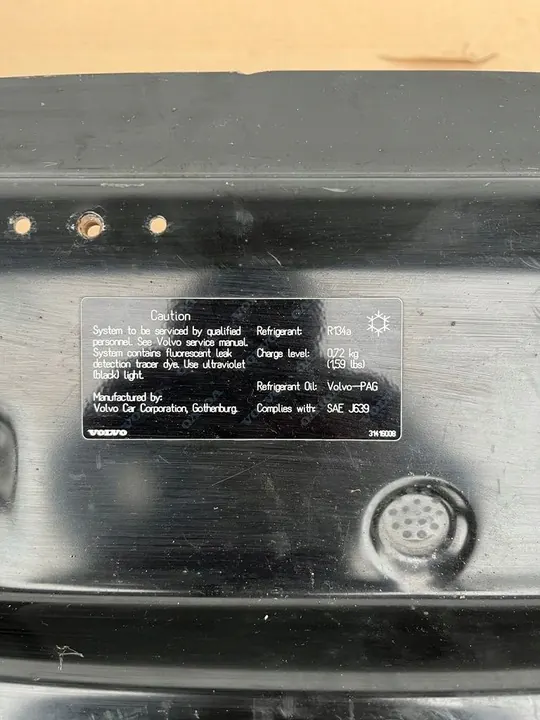 Caution
System to be serviced by qualified
personnel. See Volvo service manual.
System contains fluorescent leak
detection tracer dye. Use ultraviolet
(black) light.
Manufactured by:
Volvo Car Corporation, Gothenburg.
VOLVO
Refrigerant: R134a
Charge level: 0,72 kg
(1,59 lbs)
Refrigerant Oil: Volvo-PAG
Complies with: SAE J639
31416008